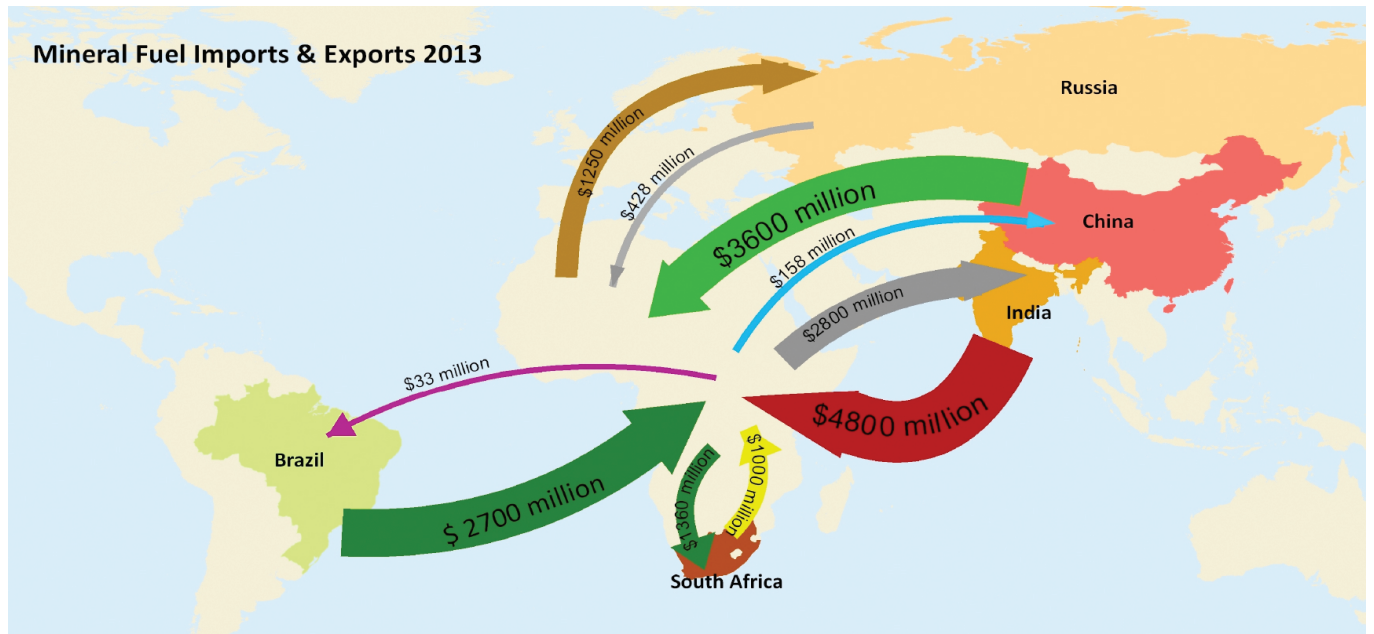 Mineral Fuel Imports & Exports 2013
Russia
$1250 million
$428 million
$3600 million
China
$158 million
$2800 million
India
$33 million
$4800 million
Brazil
$ 2700 million
$1360 million
$1000 million
South Africa